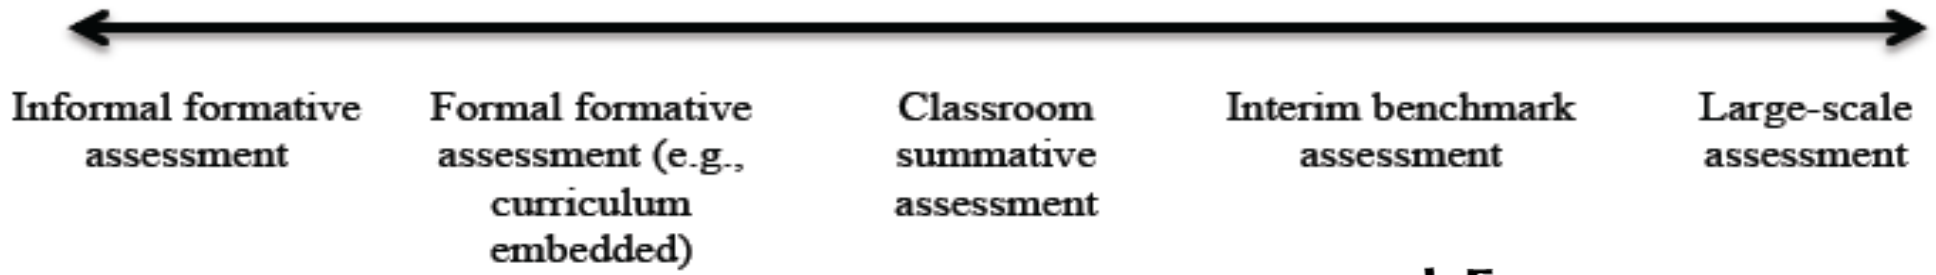 Informal formative
assessment
Formal formative
assessment (e.g.,
curriculum
embedded)
Classroom
summative
assessment
Interim benchmark
assessment
Large-scale
assessment